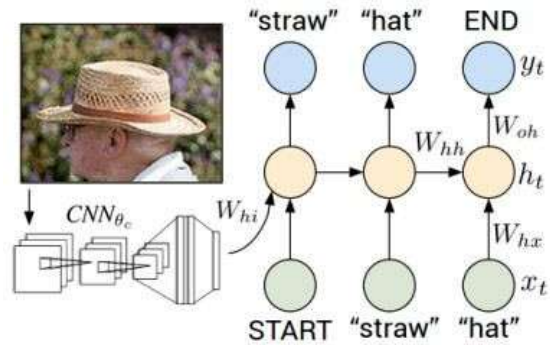 “straw” “hat” END
y_t
W_hh W_oh
h_t
CNN_θc W_hi
W_hx
x_t
START “straw” “hat”